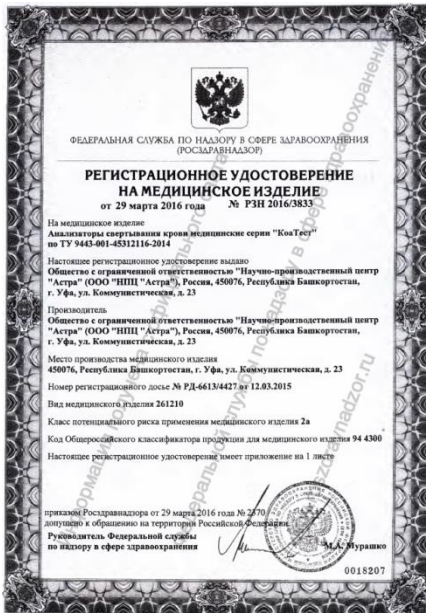 ФЕДЕРАЛЬНАЯ СЛУЖБА ПО НАДЗОРУ В СФЕРЕ ЗДРАВООХРАНЕНИЯ
(РОСЗДРАВНАДЗОР)
РЕГИСТРАЦИОННОЕ УДОСТОВЕРЕНИЕ
НА МЕДИЦИНСКОЕ ИЗДЕЛИЕ
от 29 марта 2016 года № РЗН 2016/3833
На медицинское изделие
Анализаторы свертывания крови медицинские серии "КоаТест"
по ТУ 9443-001-45312116-2014
Настоящее регистрационное удостоверение выдано
Общество с ограниченной ответственностью "Научно-производственный центр
"Астра" (ООО "НПЦ "Астра"), Россия, 450076, Республика Башкортостан,
г. Уфа, ул. Коммунистическая, д. 23
Производитель
Общество с ограниченной ответственностью "Научно-производственный центр
"Астра" (ООО "НПЦ "Астра"), Россия, 450076, Республика Башкортостан,
г. Уфа, ул. Коммунистическая, д. 23
Место производства медицинского изделия
450076, Республика Башкортостан, г. Уфа, ул. Коммунистическая, д. 23
Номер регистрационного досье № РД-6613/4427 от 12.03.2015
Вид медицинского изделия 261210
Класс потенциального риска применения медицинского изделия 2а
Код Общероссийского классификатора продукции для медицинского изделия 94 4300
Настоящее регистрационное удостоверение имеет приложение на 1 листе
приказом Росздравнадзора от 29 марта 2016 года № 2370
допущено к обращению на территории Российской Федерации.
Руководитель Федеральной службы
по надзору в сфере здравоохранения
М.А. Мурашко
0018207